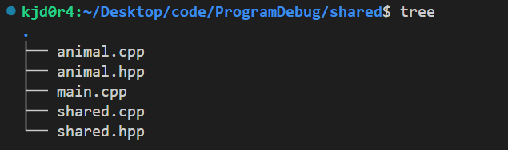 kjd0r4:~/Desktop/code/ProgramDebug/shared$ tree
.
├── animal.cpp
├── animal.hpp
├── main.cpp
├── shared.cpp
└── shared.hpp